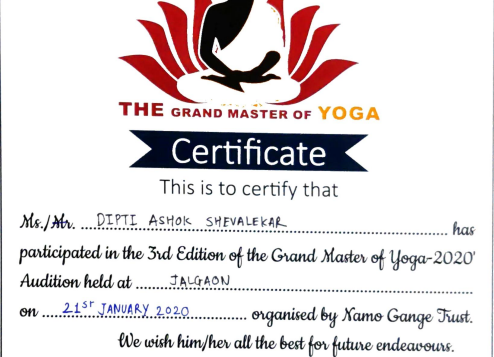 THE GRAND MASTER OF YOGA
Certificate
This is to certify that
Ms./Mr. DIPTI ASHOK SHEVALEKAR has
participated in the 3rd Edition of the Grand Master of Yoga-2020'
Audition held at JALGAON
on 21ST JANUARY 2020 organised by Namo Gange Trust.
We wish him/her all the best for future endeavours.